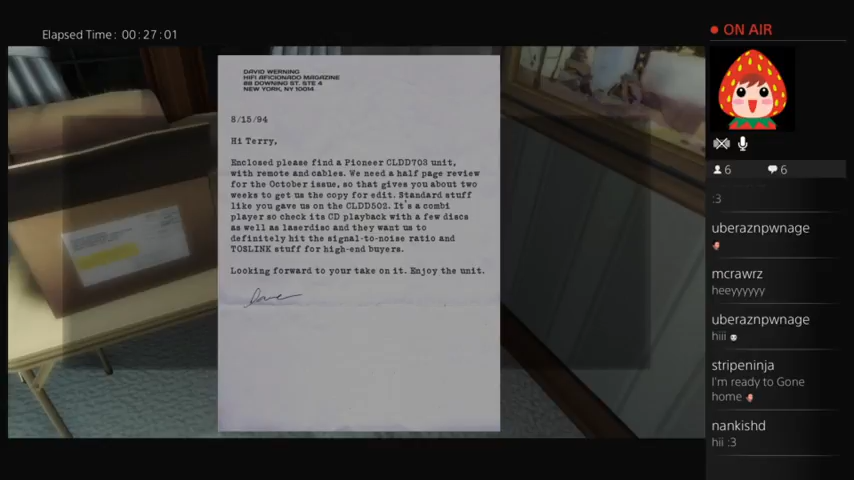 Elapsed Time: 00:27:01
ON AIR
DAVID WERNING
HIFI AFICIONADO MAGAZINE
88 DOWNING ST. STE 4
NEW YORK, NY 10014
8/15/94
Hi Terry,
Enclosed please find a Pioneer CLDD703 unit,
with remote and cables. We need a half page review
for the October issue, so that gives you about two
weeks to get us the copy for edit. Standard stuff
like you gave us on the CLDD502. It's a combi
player so check its CD playback with a few discs
as well as laserdisc and they want us to
definitely hit the signal-to-noise ratio and
TOSLINK stuff for high-end buyers.
Looking forward to your take on it. Enjoy the unit.
Dave
6
6
:3
uberaznpwnage
mcrawrz
heeyyyyyy
uberaznpwnage
hiii
stripeninja
I'm ready to Gone
home
nankishd
hii :3